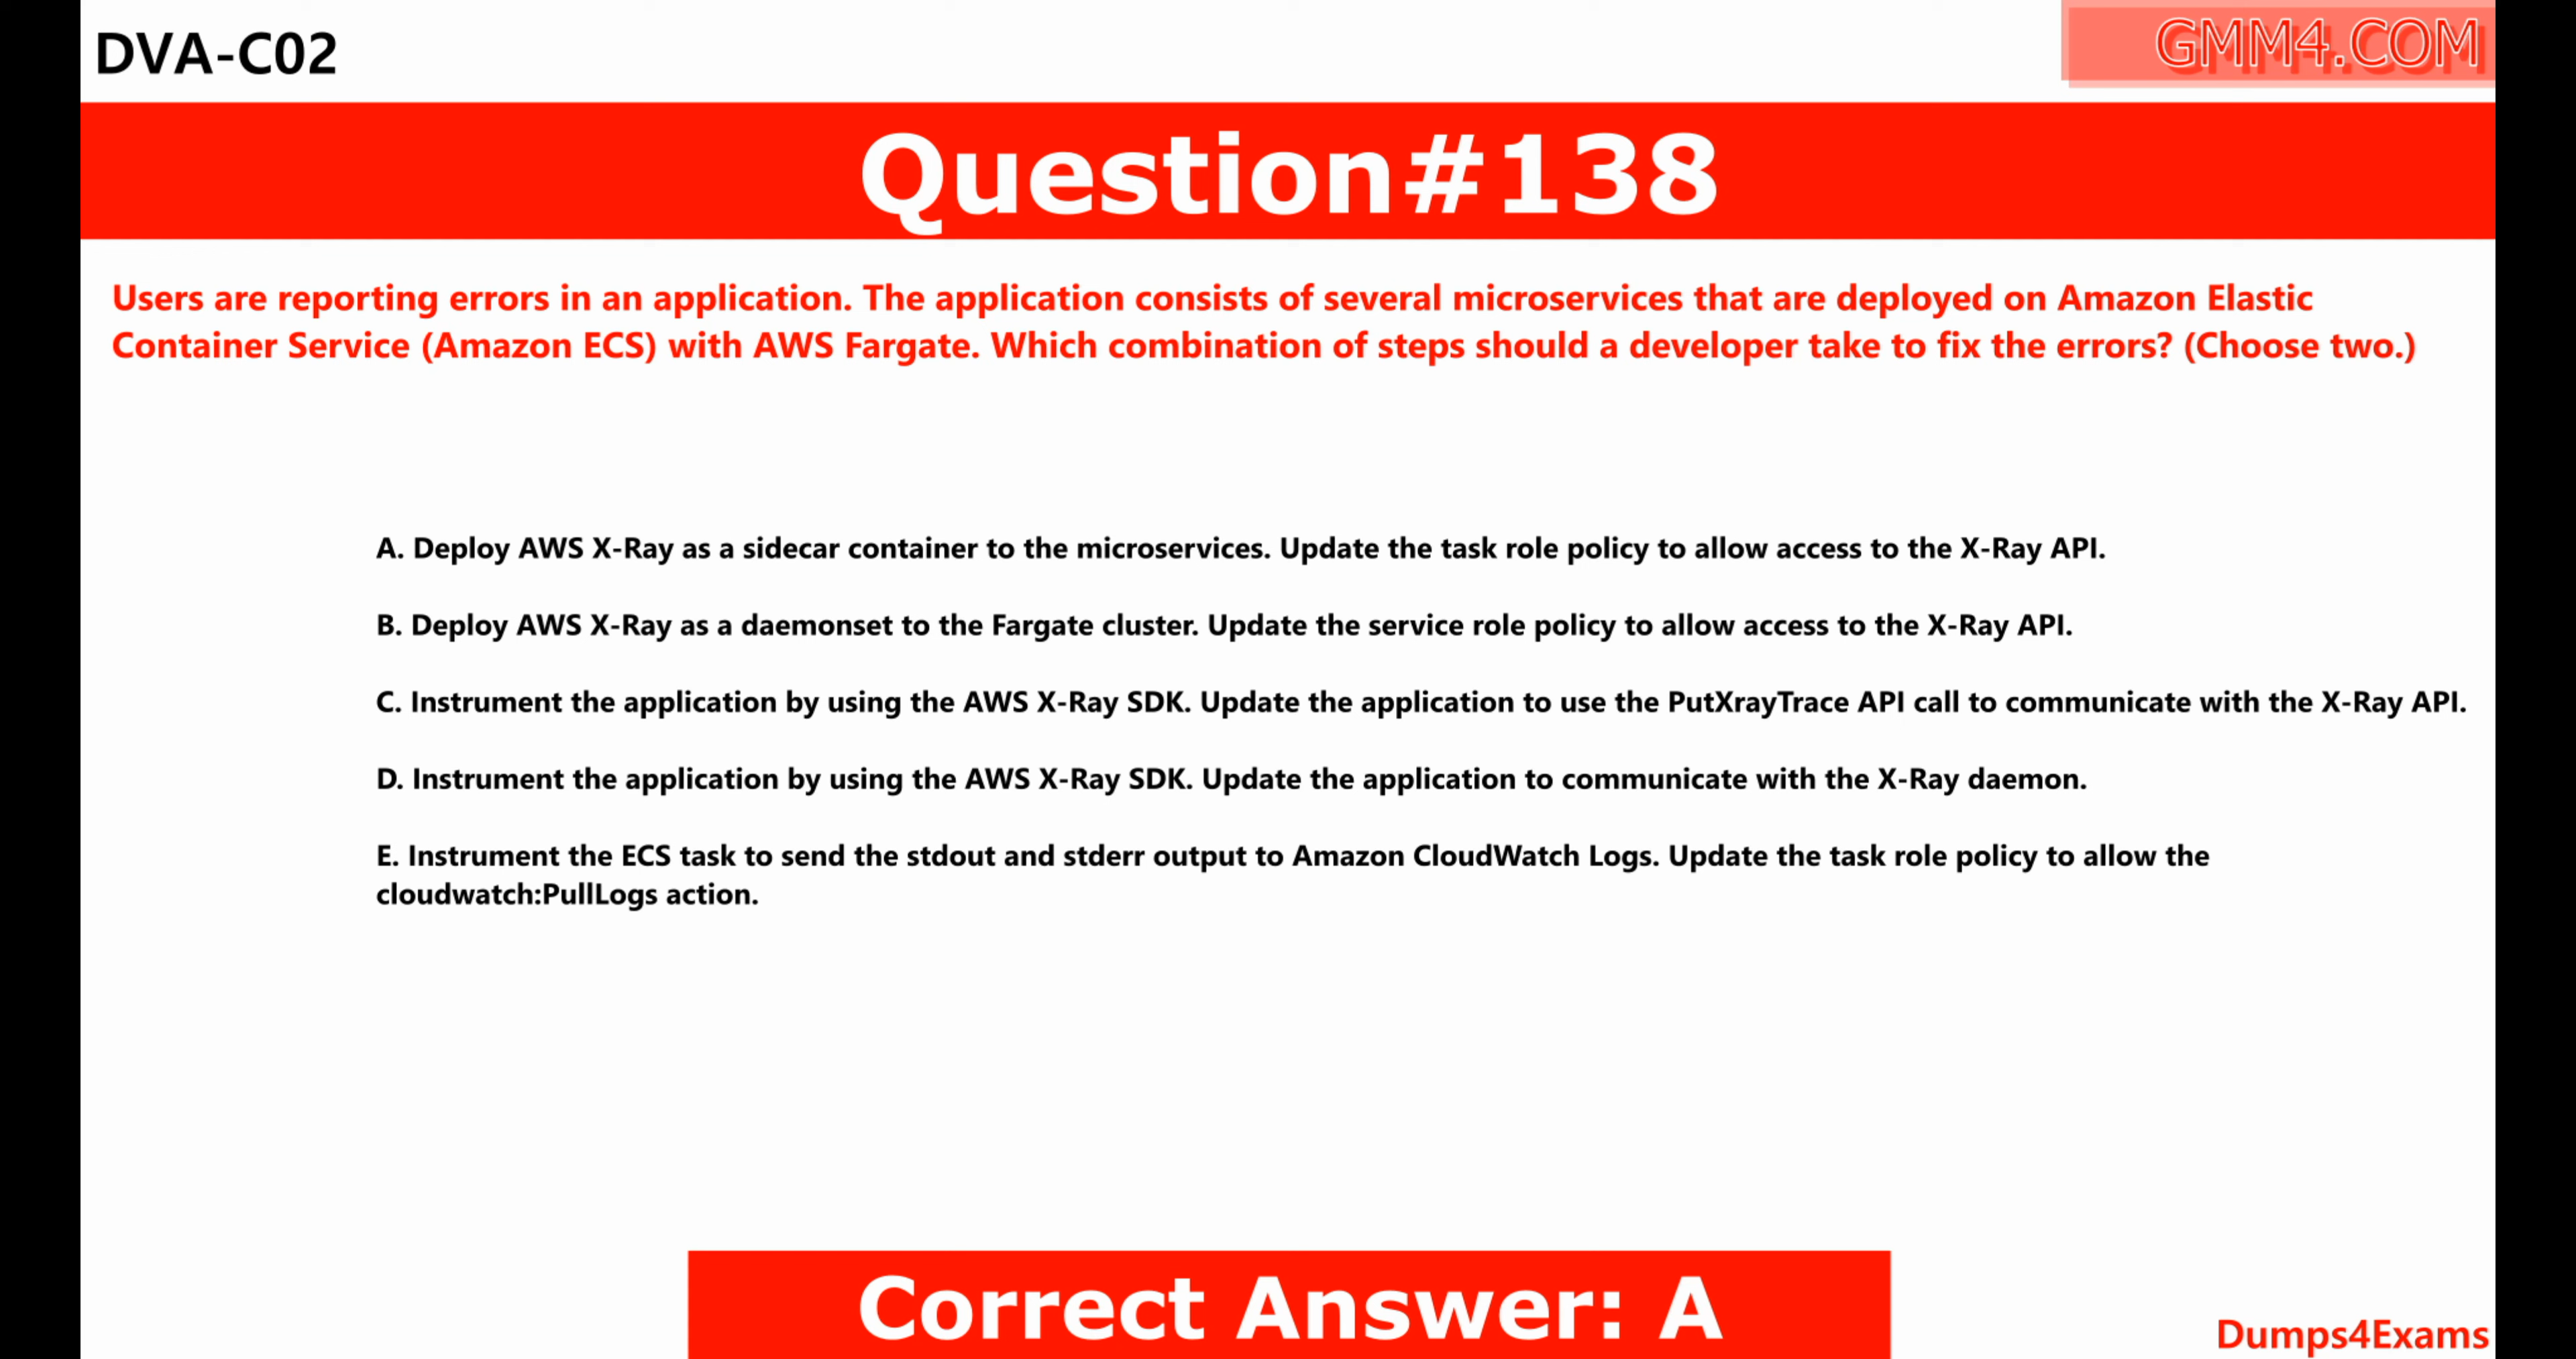 DVA-C02
GMM4.COM
Question#138
Users are reporting errors in an application. The application consists of several microservices that are deployed on Amazon Elastic
Container Service (Amazon ECS) with AWS Fargate. Which combination of steps should a developer take to fix the errors? (Choose two.)
A. Deploy AWS X-Ray as a sidecar container to the microservices. Update the task role policy to allow access to the X-Ray API.
B. Deploy AWS X-Ray as a daemonset to the Fargate cluster. Update the service role policy to allow access to the X-Ray API.
C. Instrument the application by using the AWS X-Ray SDK. Update the application to use the PutXrayTrace API call to communicate with the X-Ray API.
D. Instrument the application by using the AWS X-Ray SDK. Update the application to communicate with the X-Ray daemon.
E. Instrument the ECS task to send the stdout and stderr output to Amazon CloudWatch Logs. Update the task role policy to allow the
cloudwatch:PullLogs action.
Correct Answer: A
Dumps4Exams